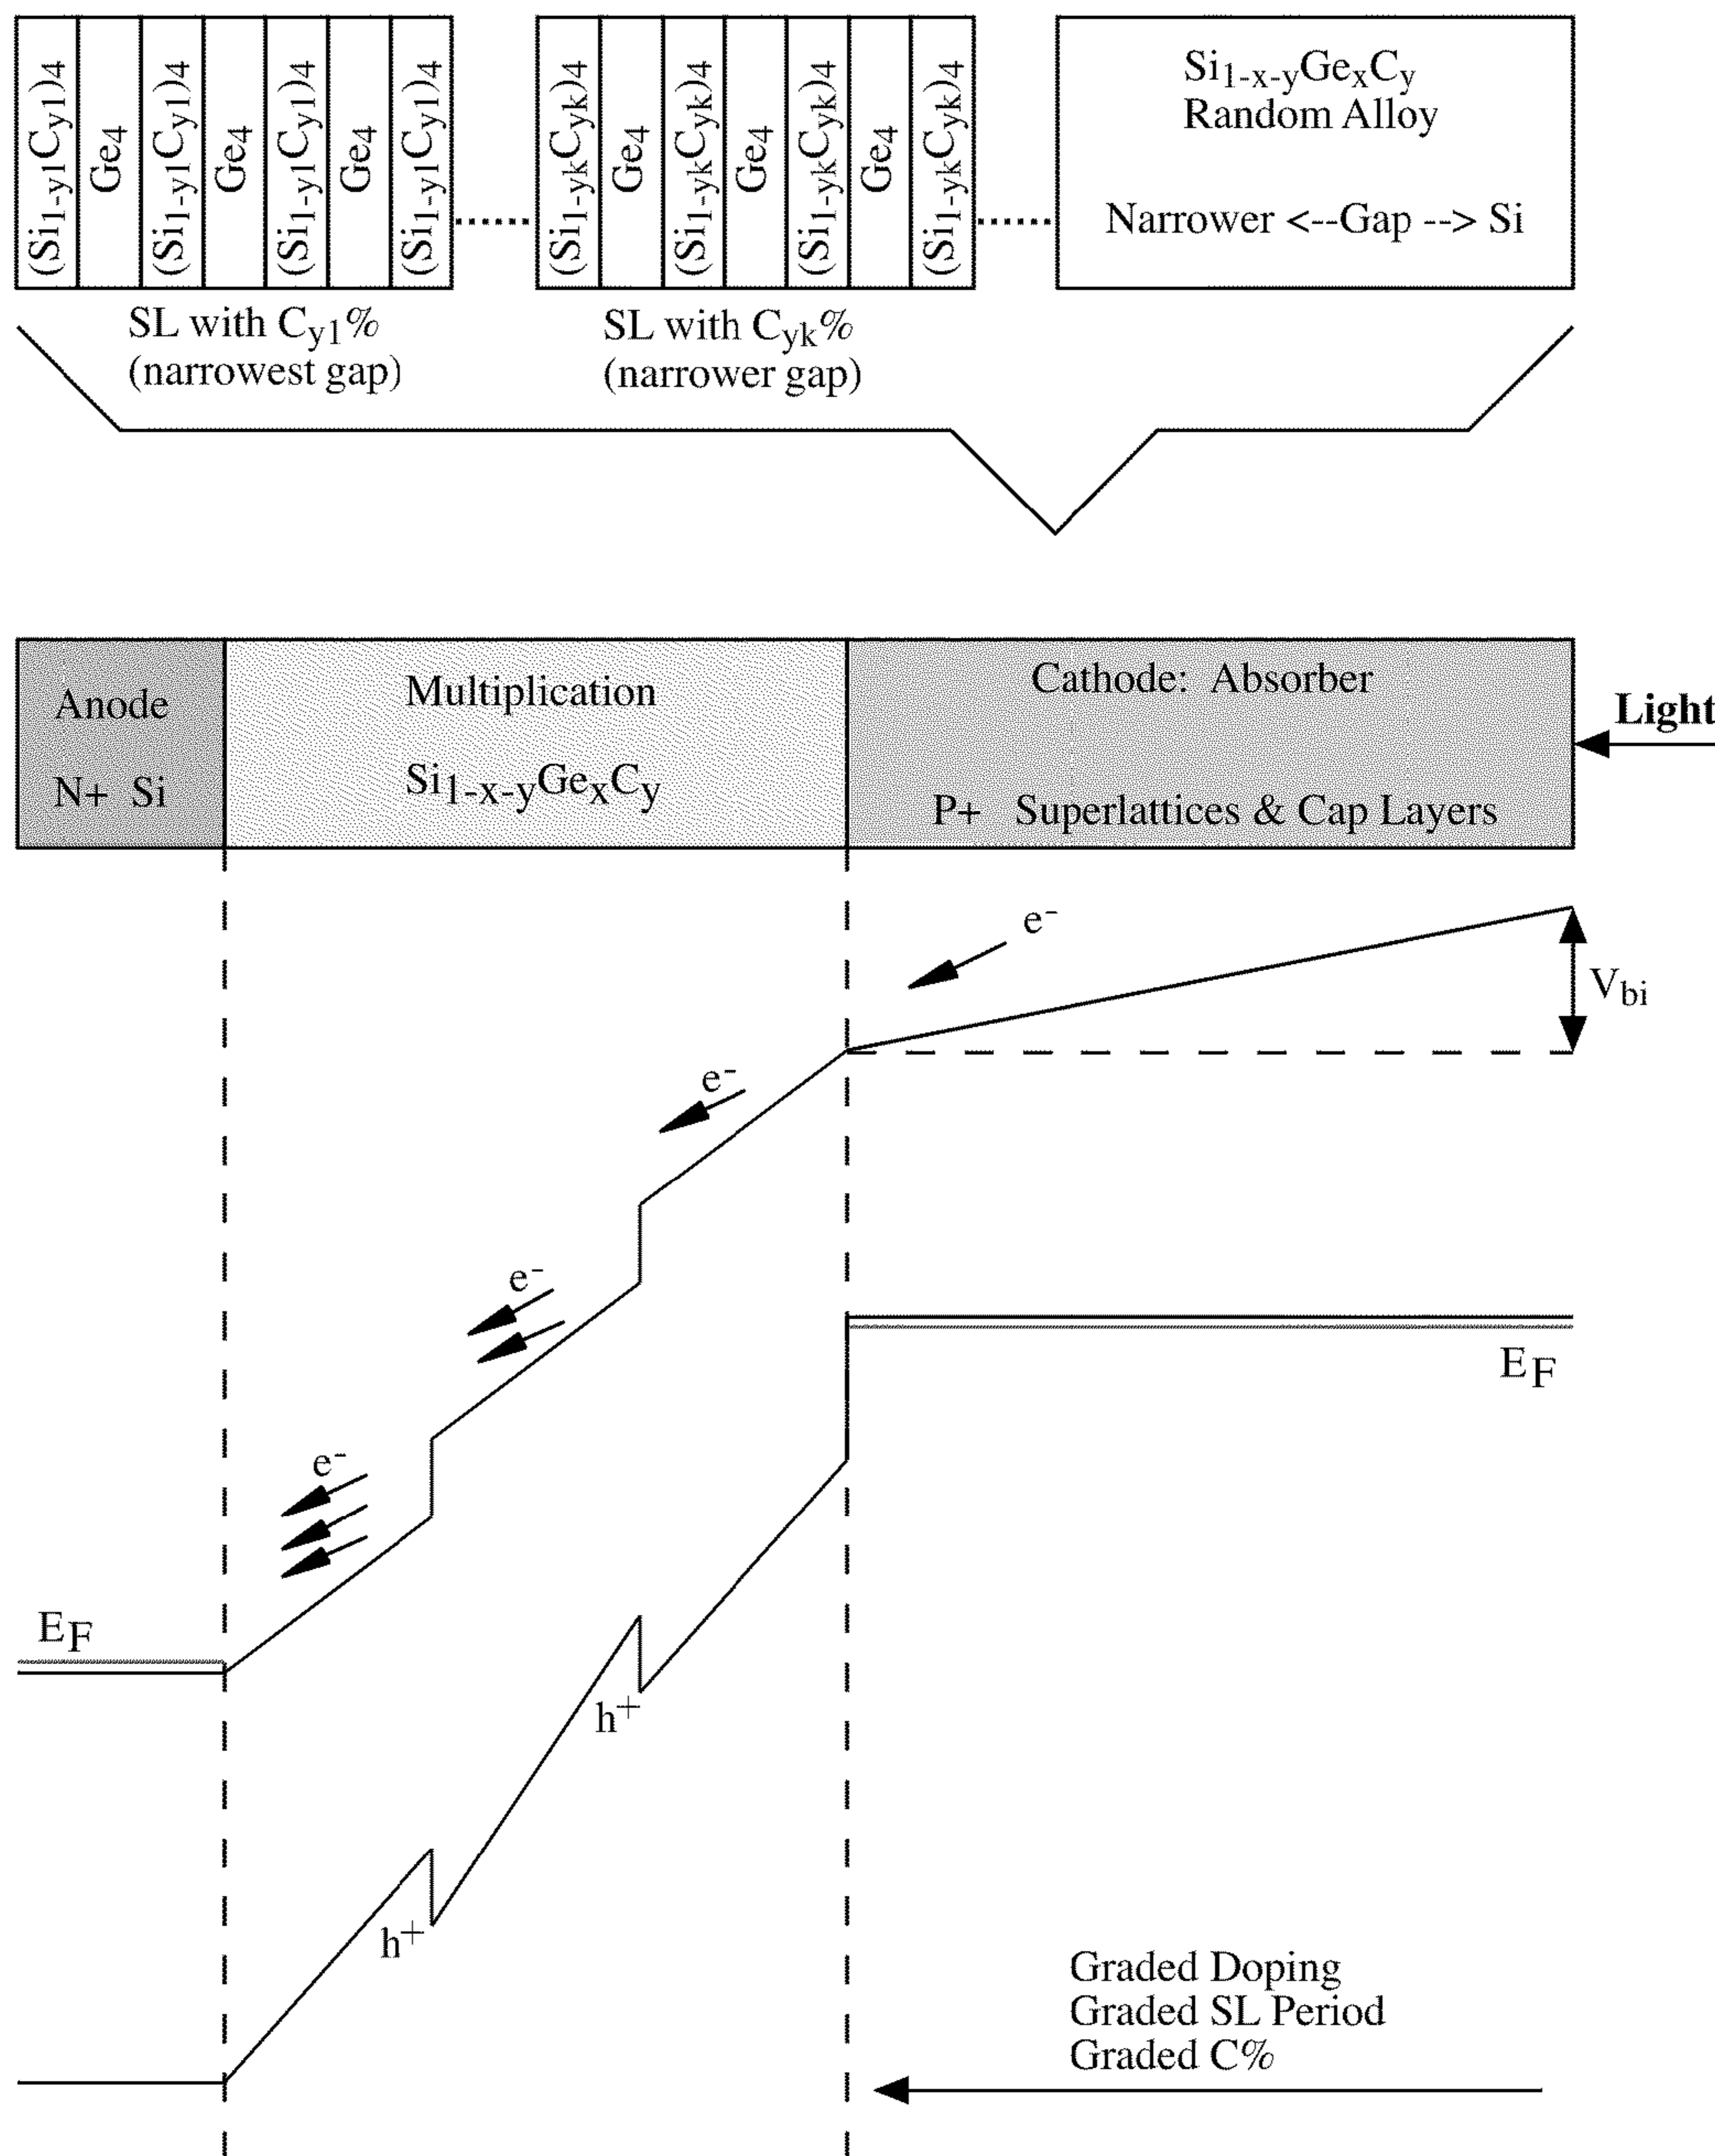 (Si1-y1Cy1)4
Ge4
(Si1-y1Cy1)4
Ge4
(Si1-y1Cy1)4
Ge4
(Si1-y1Cy1)4
(Si1-ykCyk)4
Ge4
(Si1-ykCyk)4
Ge4
(Si1-ykCyk)4
Ge4
(Si1-ykCyk)4
Si1-x-yGexCy
Random Alloy
Narrower <--Gap --> Si
SL with Cy1%
(narrowest gap)
SL with Cyk%
(narrower gap)
Anode
N+ Si
Multiplication
Si1-x-yGexCy
Cathode: Absorber
P+ Superlattices & Cap Layers
Light
e-
Vbi
e-
e-
EF
e-
EF
h+
h+
Graded Doping
Graded SL Period
Graded C%